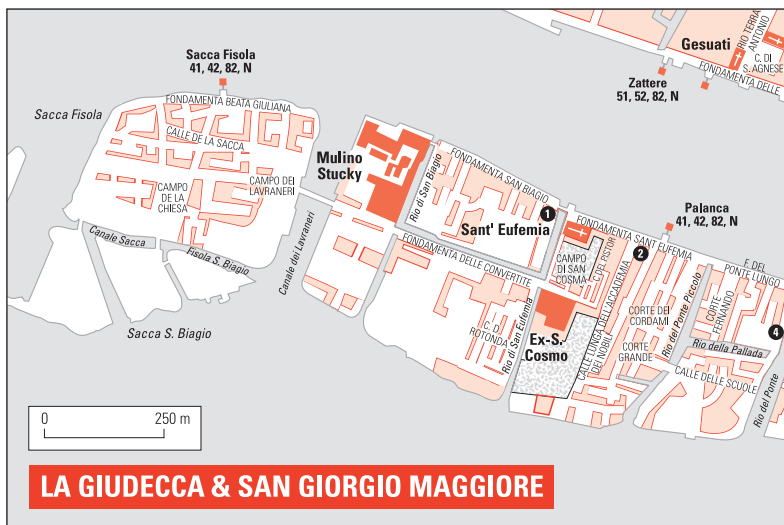 Sacca Fisola
41, 42, 82, N
Gesuati
RIO TERRA
ANTONIO
C. DI
S. AGNESE
Zattere
51, 52, 82, N
FONDAMENTA DELLE
Sacca Fisola
FONDAMENTA BEATA GIULIANA
CALLE DE LA SACCA
CAMPO DEI
LAVRANERI
CAMPO
DE LA
CHIESA
Canale Sacca
Fisola S. Biagio
Sacca S. Biagio
Canale dei Lavraneri
Mulino
Stucky
Rio di San Biagio
FONDAMENTA SAN BIAGIO
1
Sant' Eufemia
Palanca
41, 42, 82, N
FONDAMENTA SANT EUFEMIA
2
F. DEL
PONTE LUNGO
CAMPO
DI SAN
COSMA
C'VEL PISTOR
FONDAMENTA DELLE CONVERTITE
C. D.
ROTONDA
Rio di San Eufemia
Ex-S.
Cosmo
CALLE LUNGA DELL'ACCADEMIA
DEI NOBILI
CORTE DEI
CORDAMI
CORTE
GRANDE
Rio del Ponte Piccolo
CORTE
FERNANDO
4
Rio della Pallada
CALLE DELLE SCUOLE
Rio del Ponte
0 250 m
LA GIUDECCA & SAN GIORGIO MAGGIORE